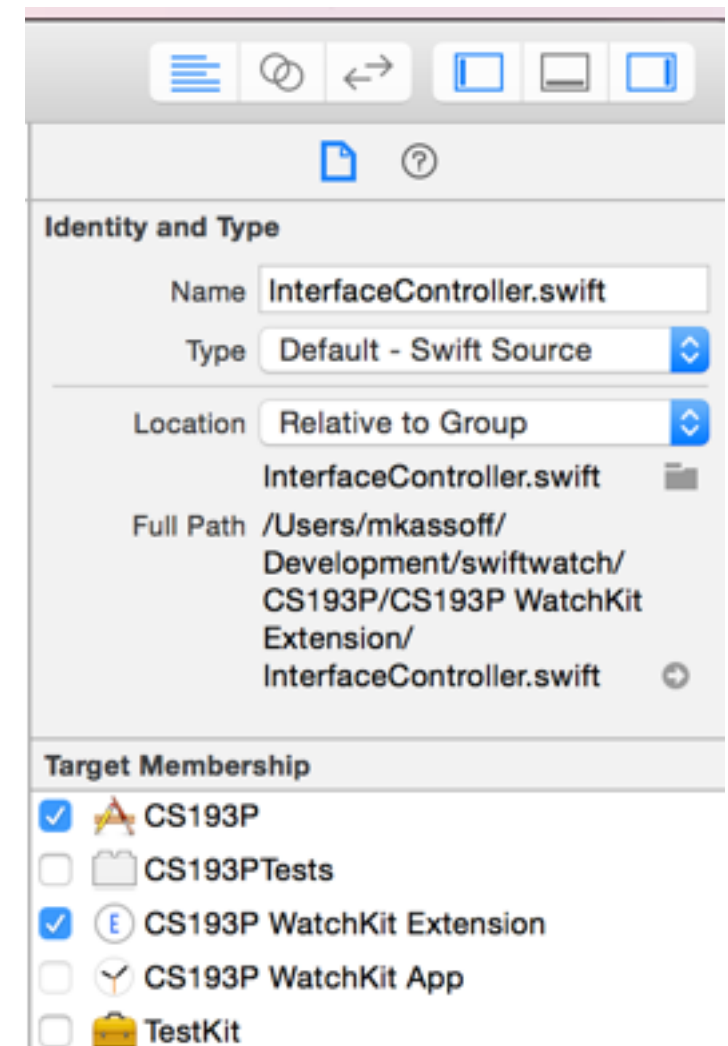 Identity and Type
Name InterfaceController.swift
Type Default - Swift Source
Location Relative to Group
InterfaceController.swift
Full Path /Users/mkassoff/
Development/swiftwatch/
CS193P/CS193P WatchKit
Extension/
InterfaceController.swift
Target Membership
CS193P
CS193PTests
E CS193P WatchKit Extension
CS193P WatchKit App
TestKit